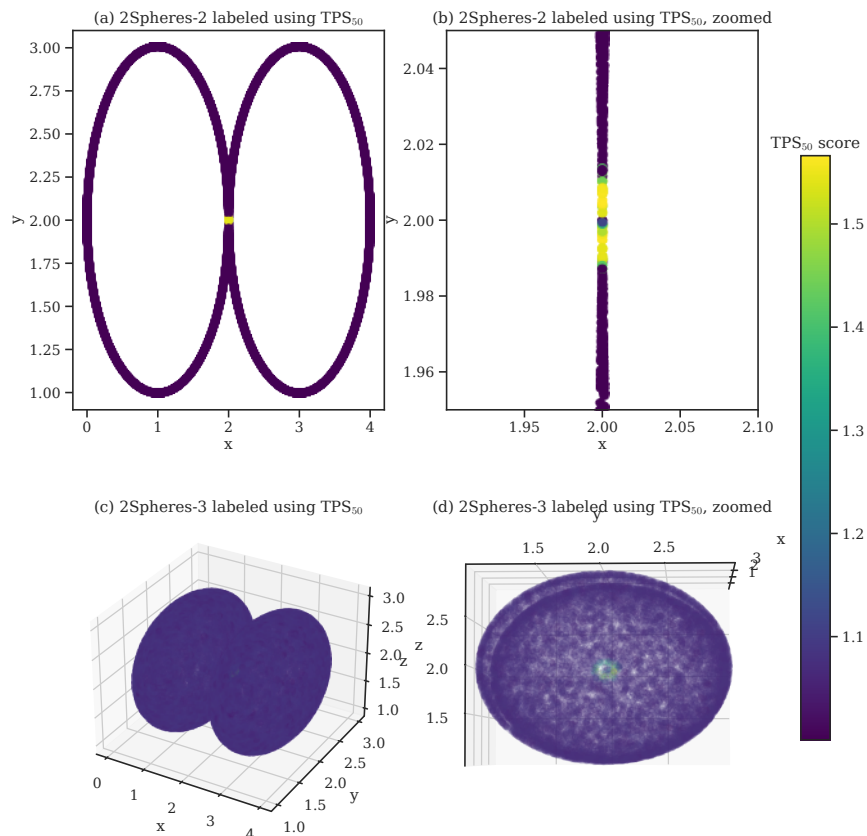 (a) 2Spheres-2 labeled using TPS₅₀
3.00
2.75
2.50
2.25
2.00
1.75
1.50
1.25
1.00
y
0 1 2 3 4
x
(b) 2Spheres-2 labeled using TPS₅₀, zoomed
2.04
2.02
2.00
1.98
1.96
y
1.95 2.00 2.05 2.10
x
TPS₅₀ score
1.5
1.4
1.3
1.2
1.1
(c) 2Spheres-3 labeled using TPS₅₀
3.0
2.5
2.0
1.5
1.0
z
3.0
2.5
2.0
1.5
1.0
y
0 1 2 3 4
x
(d) 2Spheres-3 labeled using TPS₅₀, zoomed
y
1.5 2.0 2.5
x
3
2
1
z
2.5
2.0
1.5